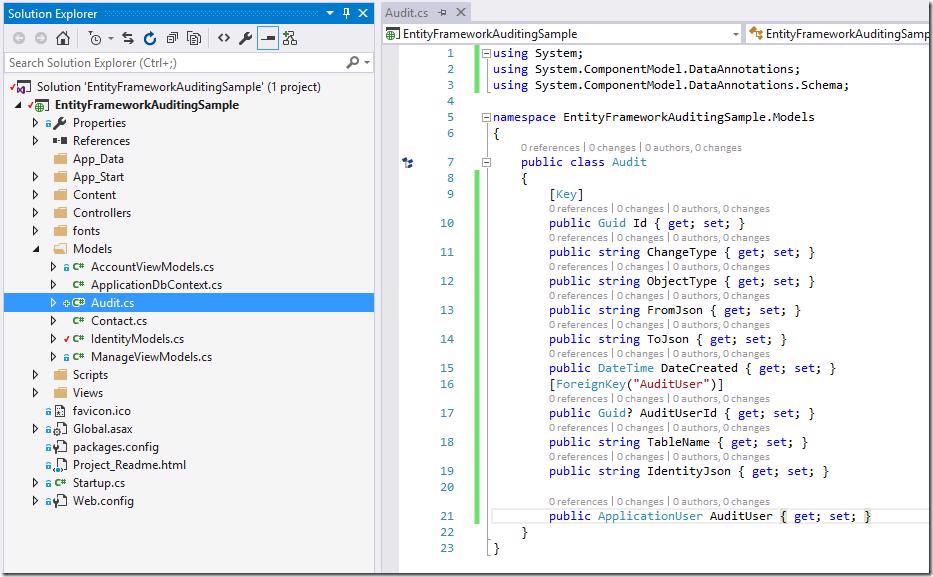 Solution Explorer
Search Solution Explorer (Ctrl+;)
Solution 'EntityFrameworkAuditingSample' (1 project)
EntityFrameworkAuditingSample
Properties
References
App_Data
App_Start
Content
Controllers
fonts
Models
C# AccountViewModels.cs
C# ApplicationDbContext.cs
C# Audit.cs
C# Contact.cs
C# IdentityModels.cs
C# ManageViewModels.cs
Scripts
Views
favicon.ico
Global.asax
packages.config
Project_Readme.html
C# Startup.cs
Web.config
Audit.cs
EntityFrameworkAuditingSample
EntityFrameworkAuditingSamp
1 using System;
2 using System.ComponentModel.DataAnnotations;
3 using System.ComponentModel.DataAnnotations.Schema;
4
5 namespace EntityFrameworkAuditingSample.Models
6 {
0 references | 0 changes | 0 authors, 0 changes
7 public class Audit
8 {
9 [Key]
0 references | 0 changes | 0 authors, 0 changes
10 public Guid Id { get; set; }
0 references | 0 changes | 0 authors, 0 changes
11 public string ChangeType { get; set; }
0 references | 0 changes | 0 authors, 0 changes
12 public string ObjectType { get; set; }
0 references | 0 changes | 0 authors, 0 changes
13 public string FromJson { get; set; }
0 references | 0 changes | 0 authors, 0 changes
14 public string ToJson { get; set; }
0 references | 0 changes | 0 authors, 0 changes
15 public DateTime DateCreated { get; set; }
16 [ForeignKey("AuditUser")]
0 references | 0 changes | 0 authors, 0 changes
17 public Guid? AuditUserId { get; set; }
0 references | 0 changes | 0 authors, 0 changes
18 public string TableName { get; set; }
0 references | 0 changes | 0 authors, 0 changes
19 public string IdentityJson { get; set; }
20
0 references | 0 changes | 0 authors, 0 changes
21 public ApplicationUser AuditUser { get; set; }
22 }
23 }